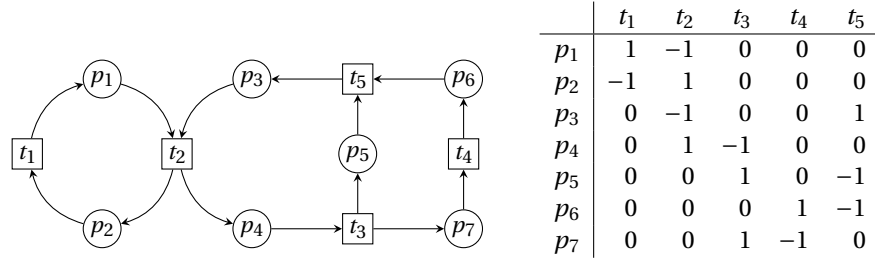 p₁ p₃ t₅ p₆
t₁ t₂ p₅ t₄
p₂ p₄ t₃ p₇
t₁ t₂ t₃ t₄ t₅
p₁ 1 −1 0 0 0
p₂ −1 1 0 0 0
p₃ 0 −1 0 0 1
p₄ 0 1 −1 0 0
p₅ 0 0 1 0 −1
p₆ 0 0 0 1 −1
p₇ 0 0 1 −1 0